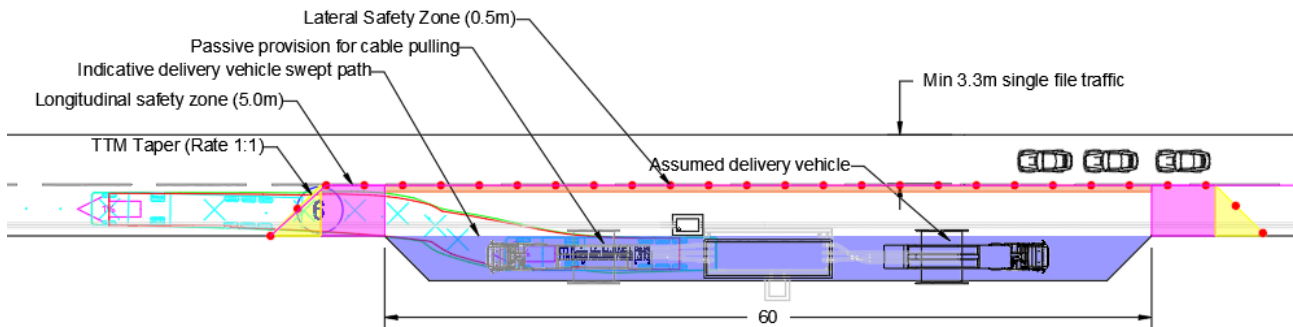 Lateral Safety Zone (0.5m)
Passive provision for cable pulling
Indicative delivery vehicle swept path
Min 3.3m single file traffic
Longitudinal safety zone (5.0m)
TTM Taper (Rate 1:1)
Assumed delivery vehicle
60